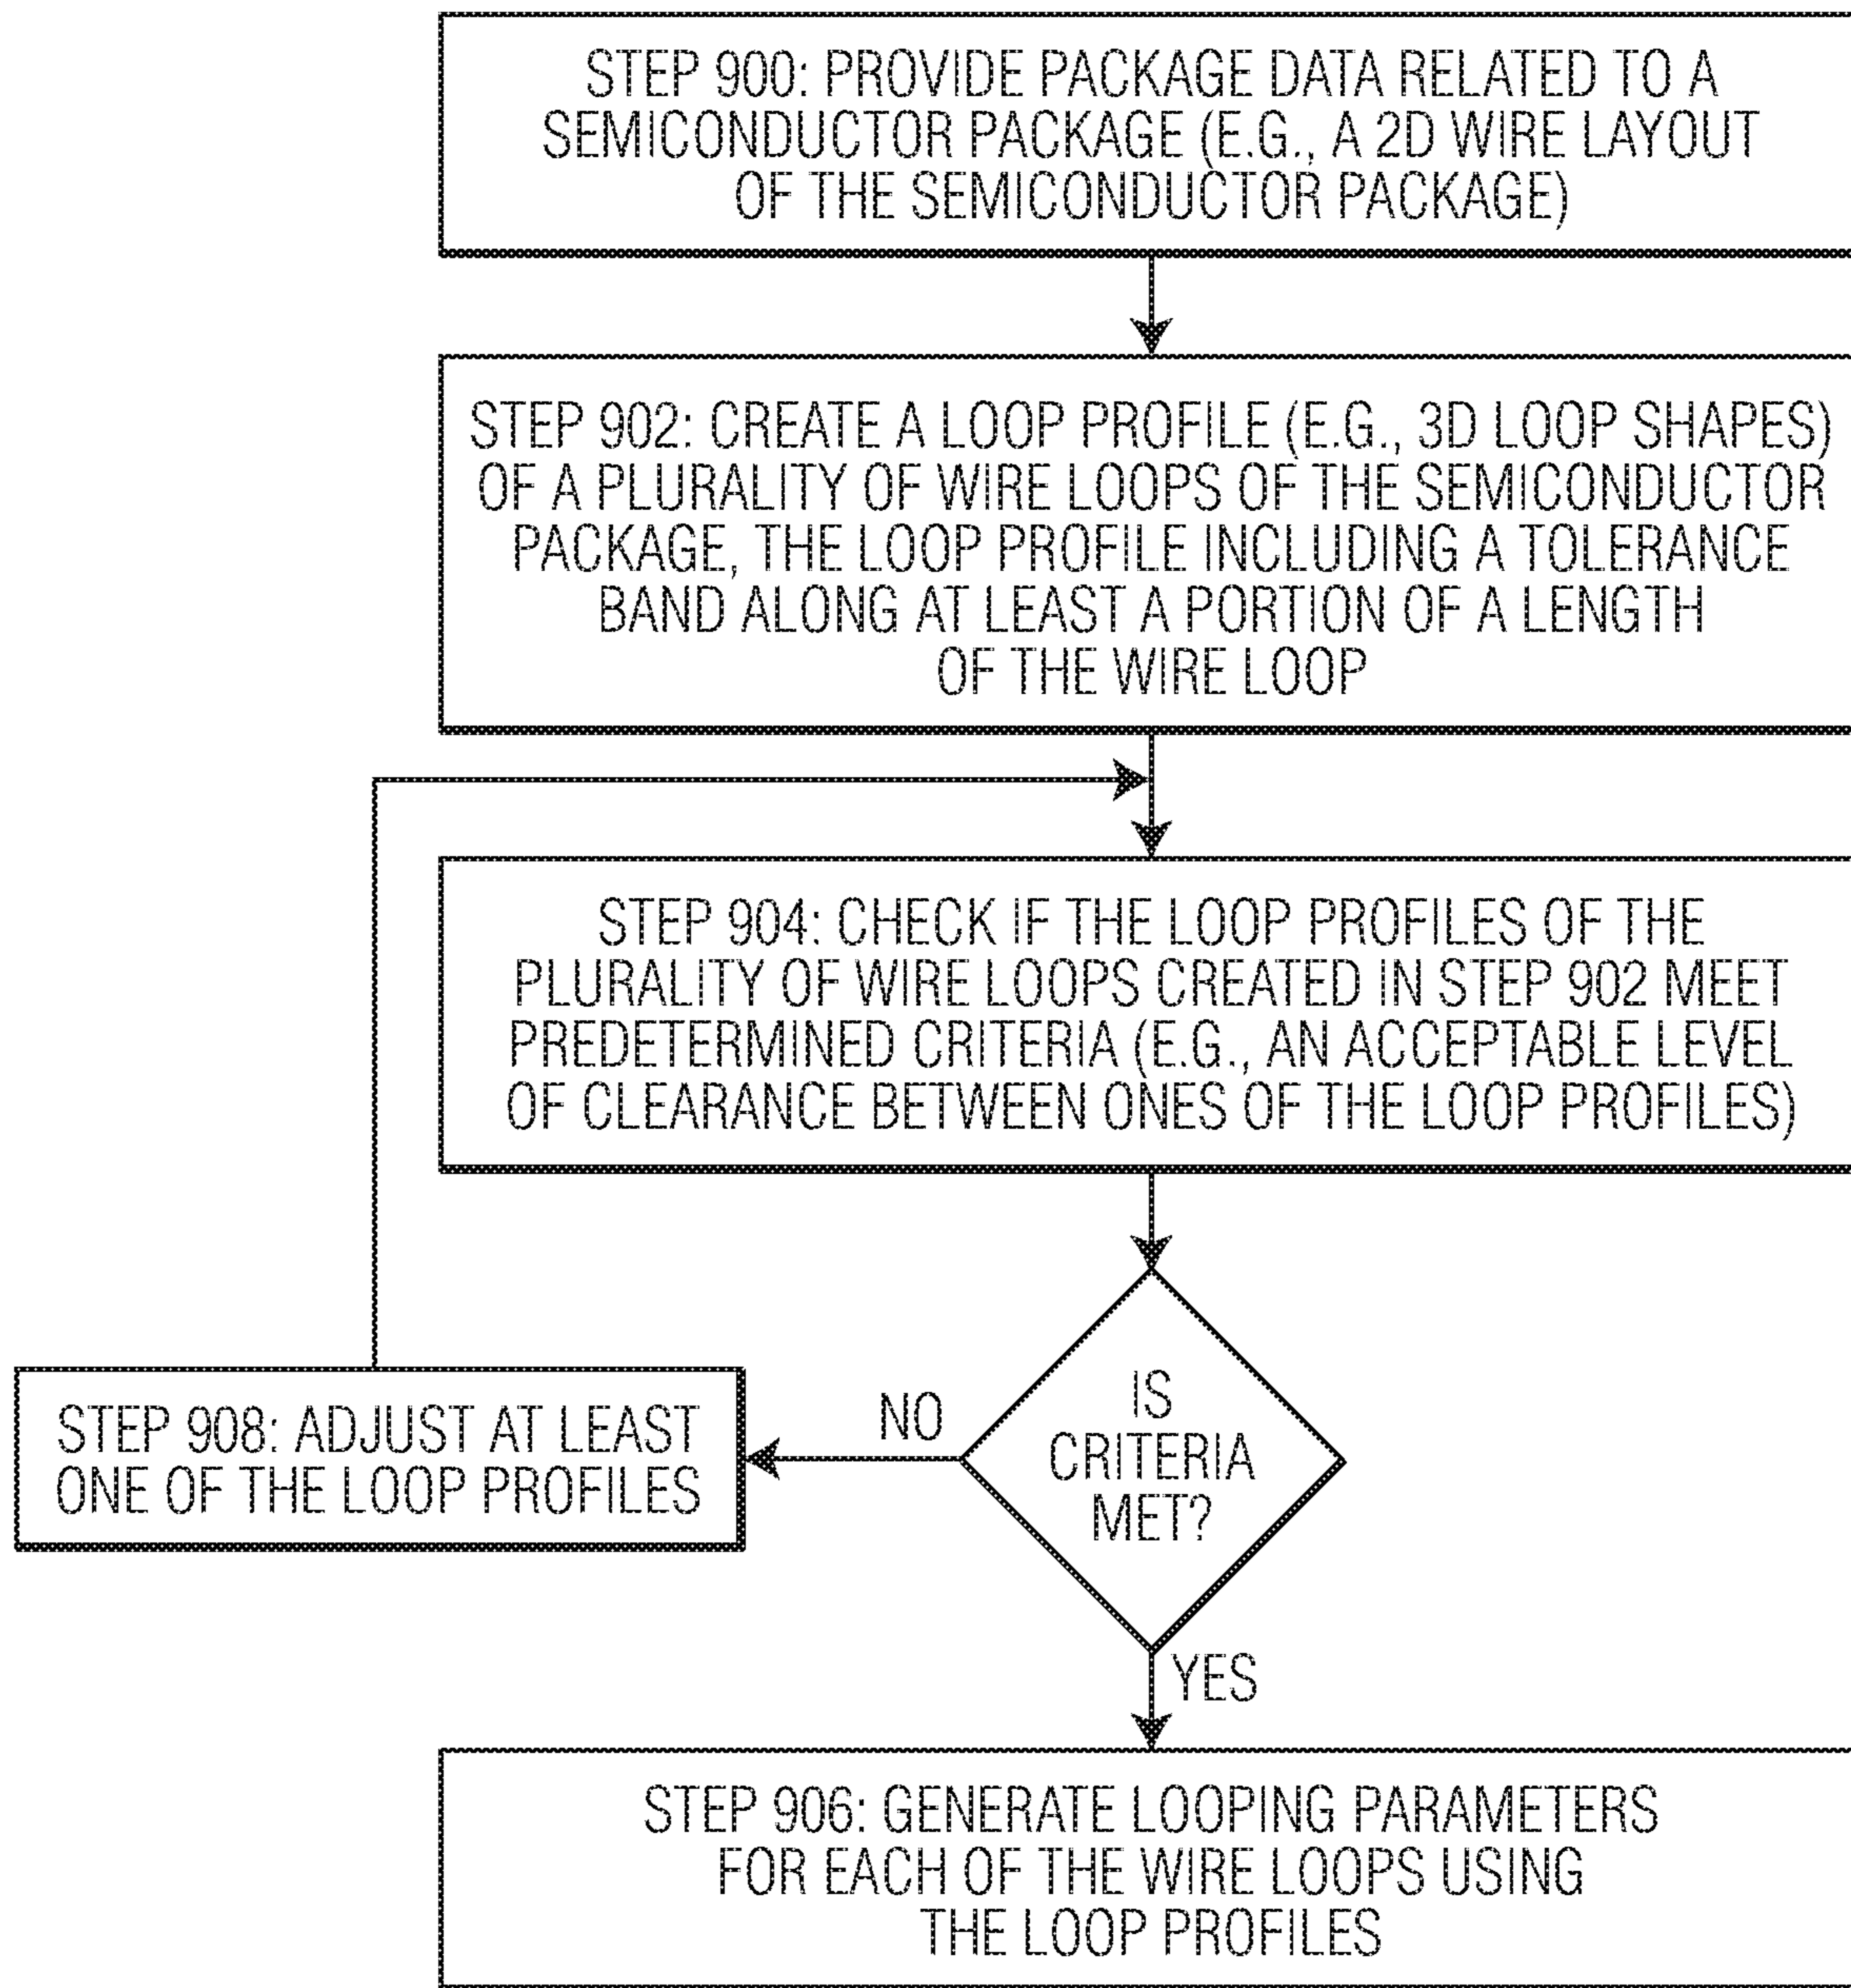 STEP 900: PROVIDE PACKAGE DATA RELATED TO A
SEMICONDUCTOR PACKAGE (E.G., A 2D WIRE LAYOUT
OF THE SEMICONDUCTOR PACKAGE)
STEP 902: CREATE A LOOP PROFILE (E.G., 3D LOOP SHAPES)
OF A PLURALITY OF WIRE LOOPS OF THE SEMICONDUCTOR
PACKAGE, THE LOOP PROFILE INCLUDING A TOLERANCE
BAND ALONG AT LEAST A PORTION OF A LENGTH
OF THE WIRE LOOP
STEP 904: CHECK IF THE LOOP PROFILES OF THE
PLURALITY OF WIRE LOOPS CREATED IN STEP 902 MEET
PREDETERMINED CRITERIA (E.G., AN ACCEPTABLE LEVEL
OF CLEARANCE BETWEEN ONES OF THE LOOP PROFILES)
STEP 908: ADJUST AT LEAST
ONE OF THE LOOP PROFILES
NO
IS
CRITERIA
MET?
YES
STEP 906: GENERATE LOOPING PARAMETERS
FOR EACH OF THE WIRE LOOPS USING
THE LOOP PROFILES